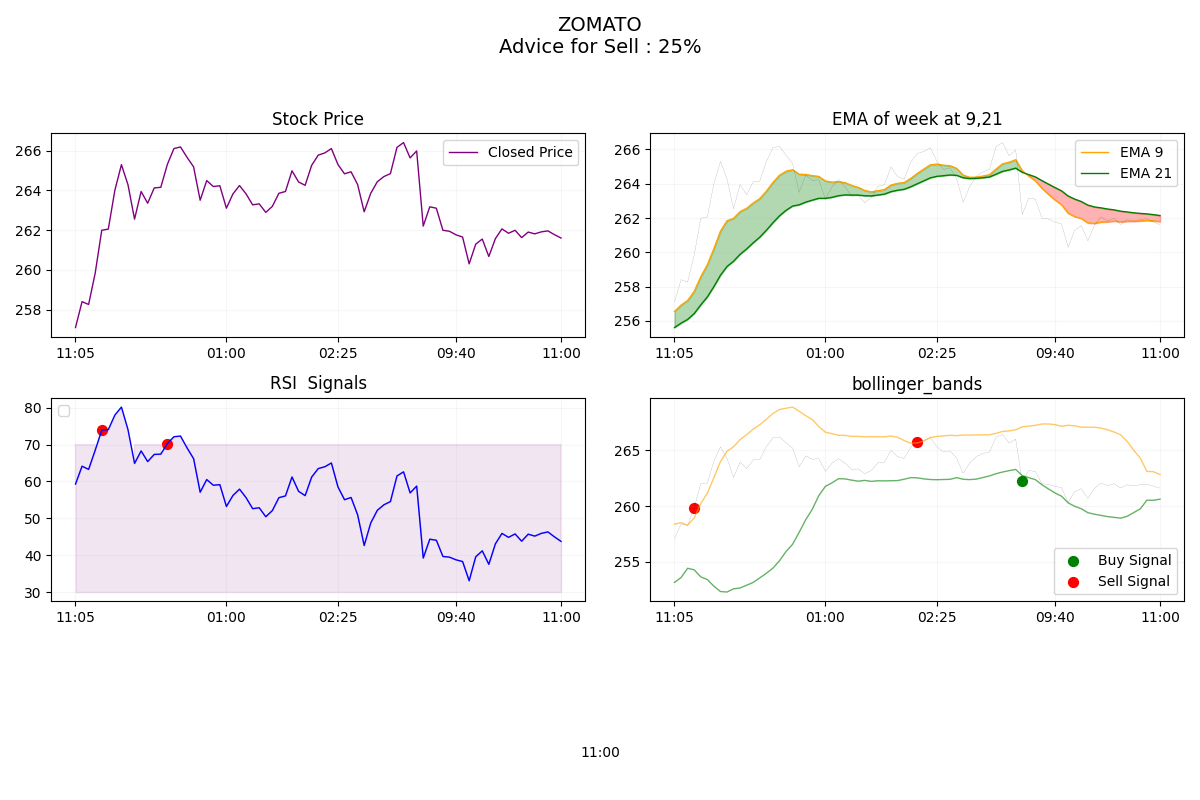 ZOMATO
Advice for Sell : 25%
Stock Price
266
264
262
260
258
Closed Price
11:05 01:00 02:25 09:40 11:00
EMA of week at 9,21
266
264
262
260
258
256
EMA 9
EMA 21
11:05 01:00 02:25 09:40 11:00
RSI  Signals
80
70
60
50
40
30
11:05 01:00 02:25 09:40 11:00
bollinger_bands
265
260
255
Buy Signal
Sell Signal
11:05 01:00 02:25 09:40 11:00
11:00